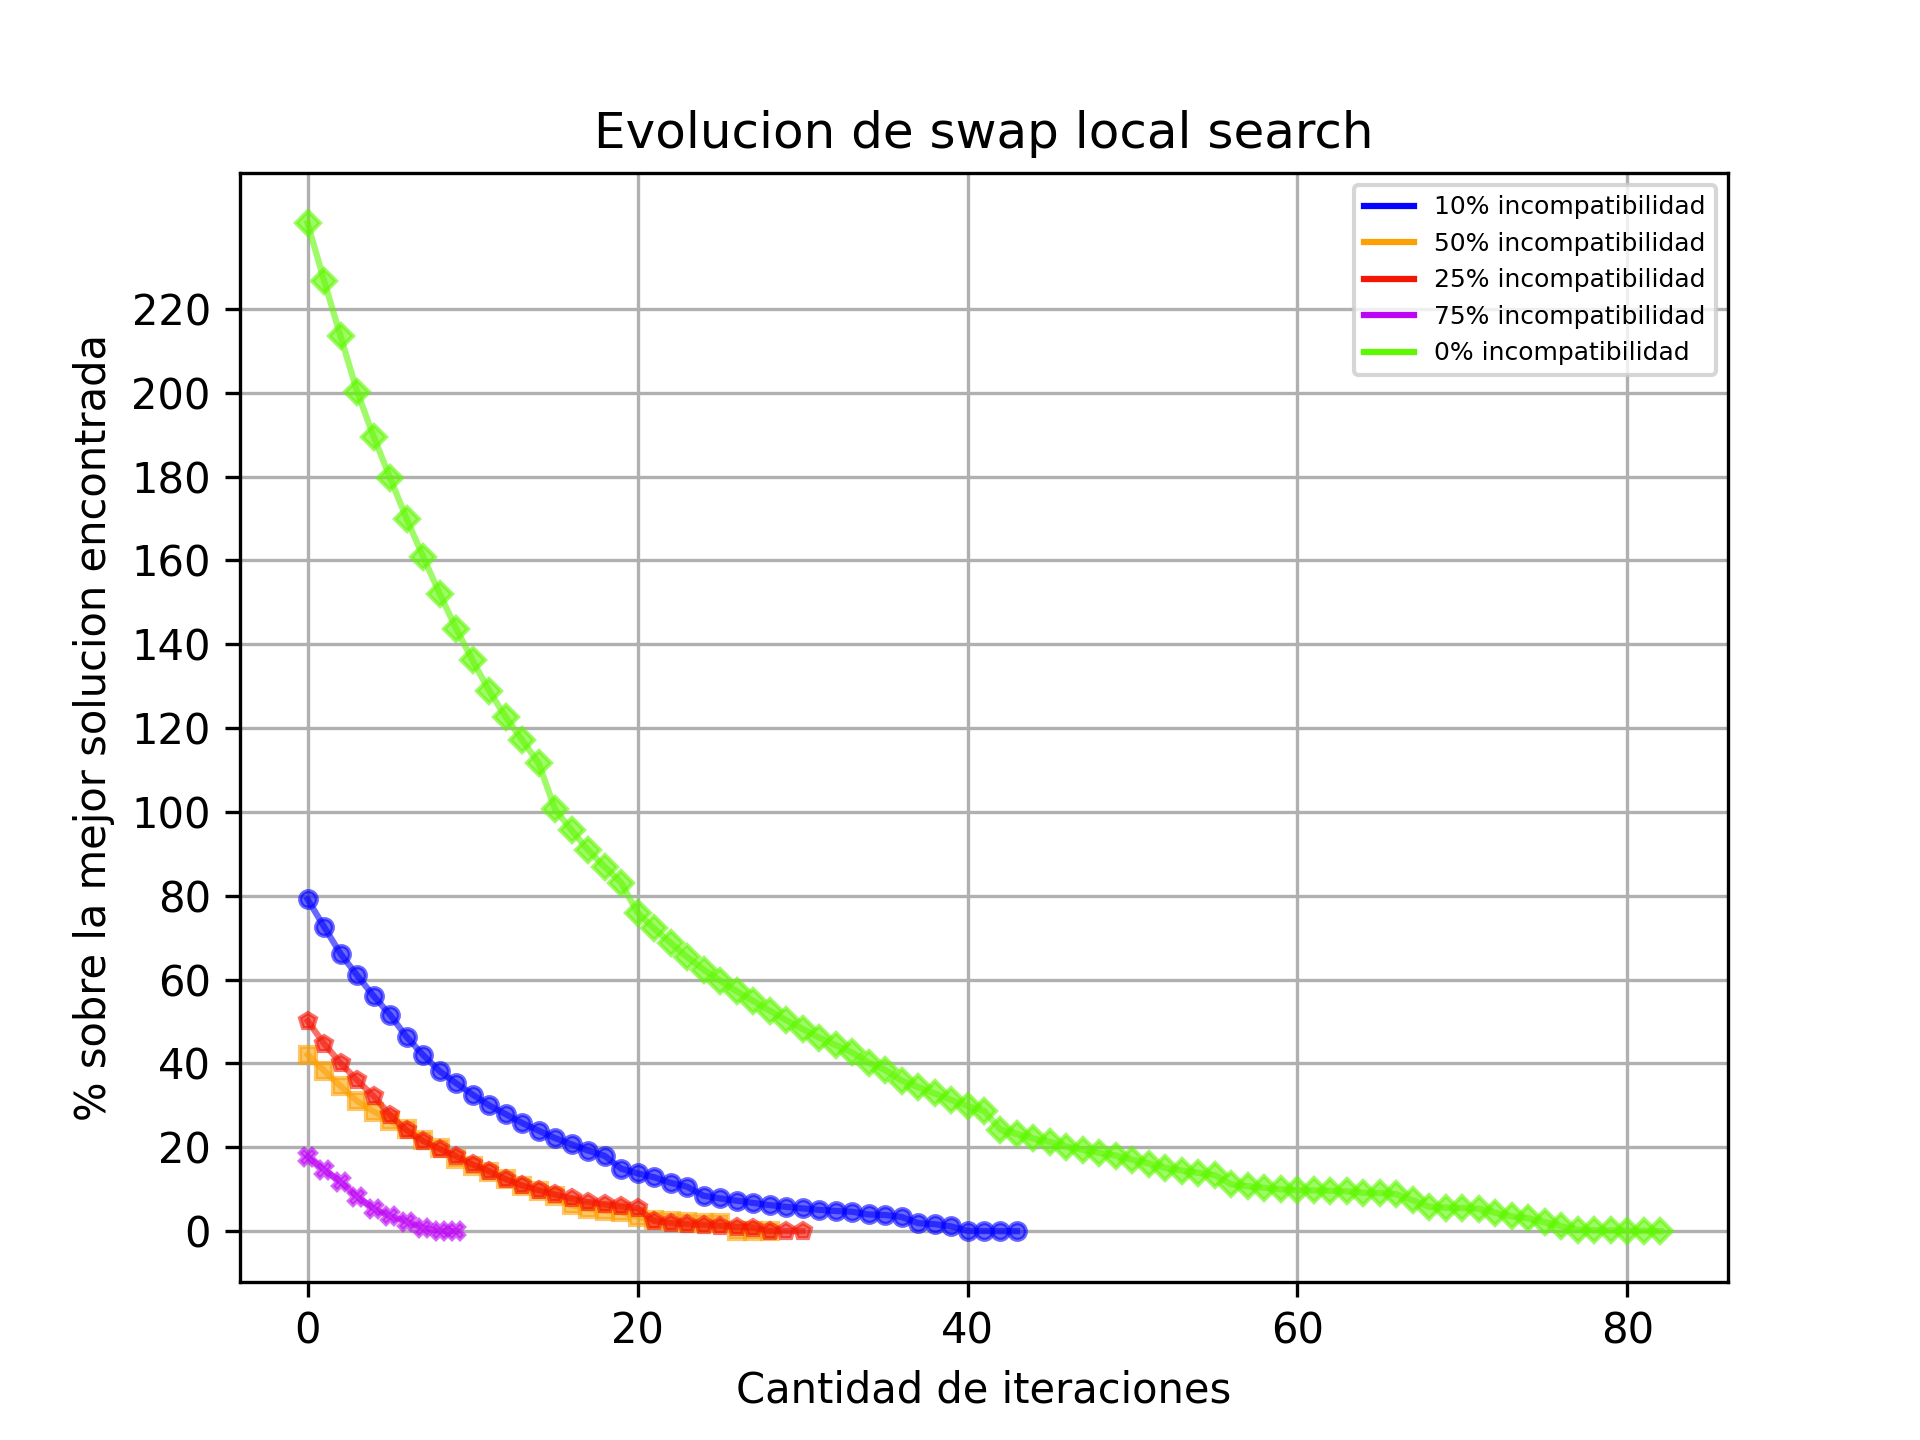 Evolucion de swap local search
10% incompatibilidad
50% incompatibilidad
25% incompatibilidad
75% incompatibilidad
0% incompatibilidad
% sobre la mejor solucion encontrada
220
200
180
160
140
120
100
80
60
40
20
0
0 20 40 60 80
Cantidad de iteraciones